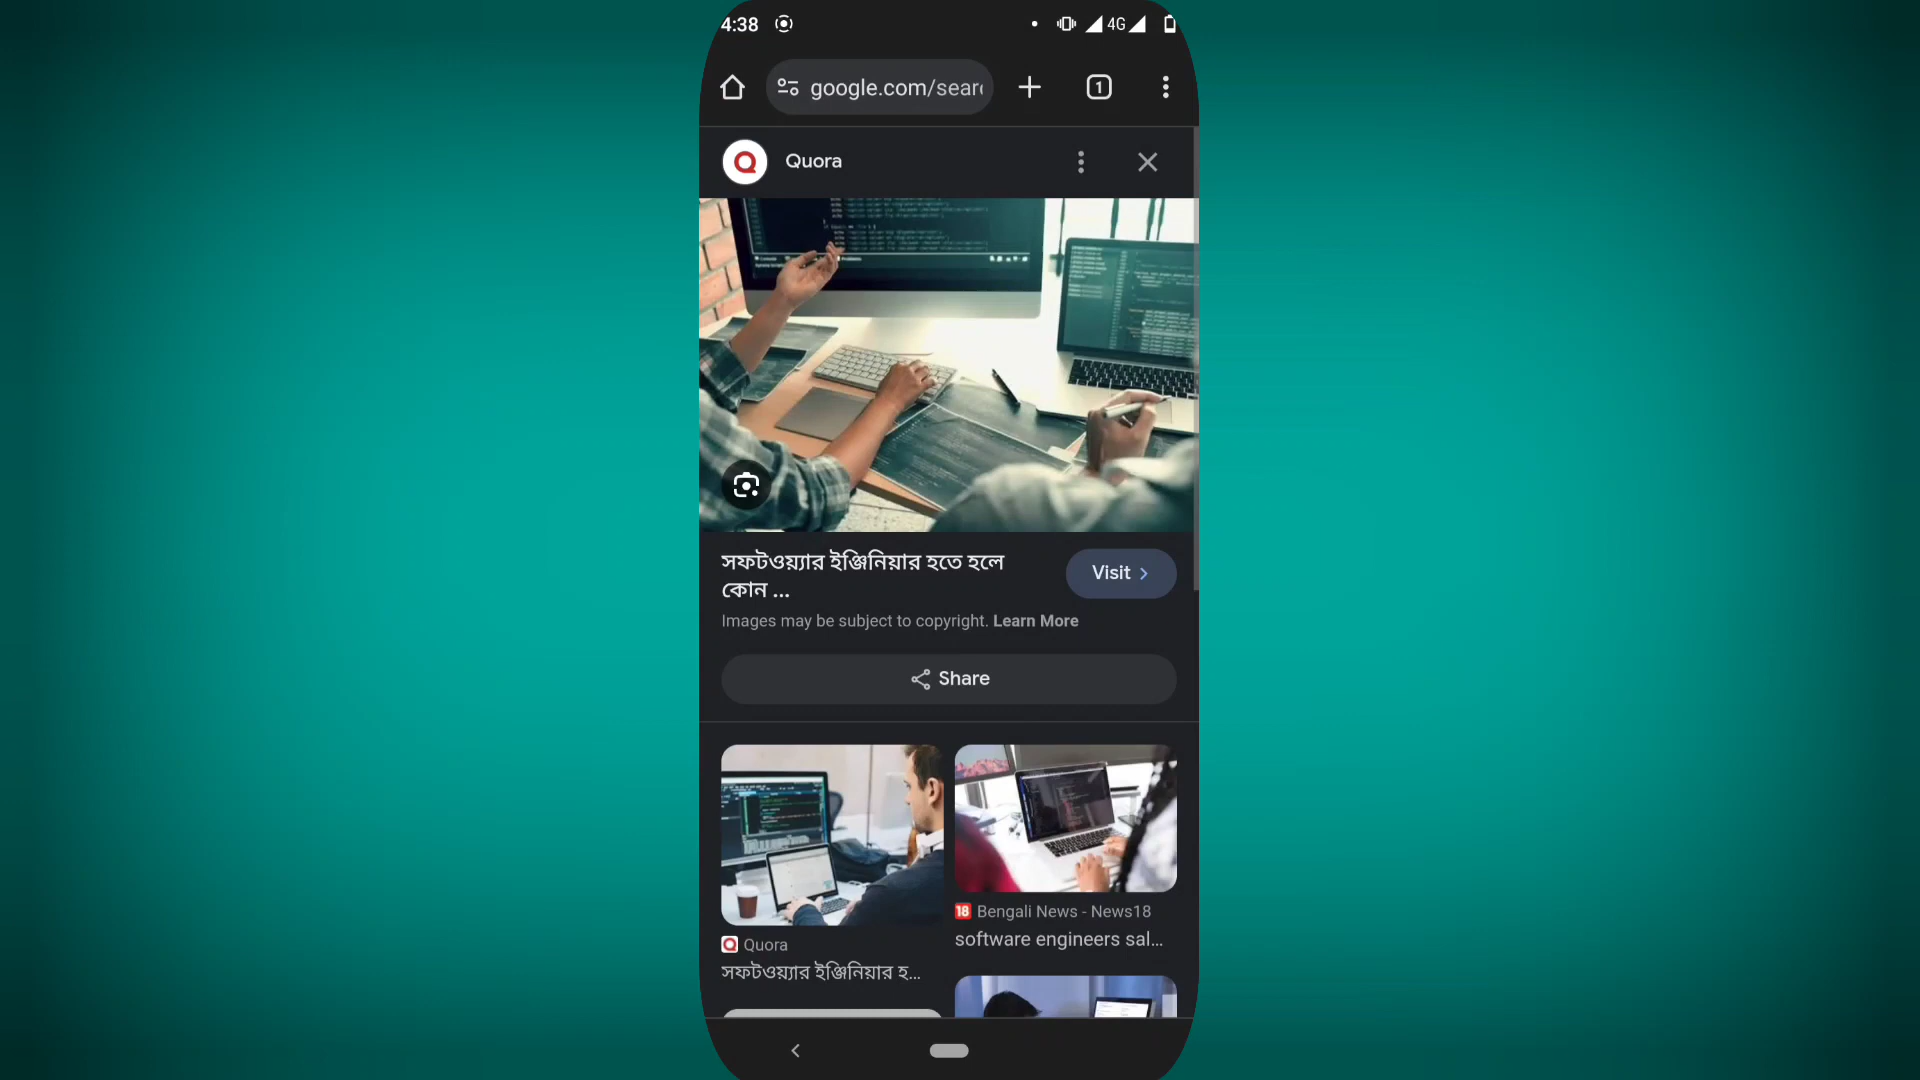 4:38
4G
google.com/sear
1
Quora
সফটওয়্যার ইঞ্জিনিয়ার হতে হলে
কোন ...
Visit
Images may be subject to copyright. Learn More
Share
18 Bengali News - News18
software engineers sal...
Quora
সফটওয়্যার ইঞ্জিনিয়ার হ...